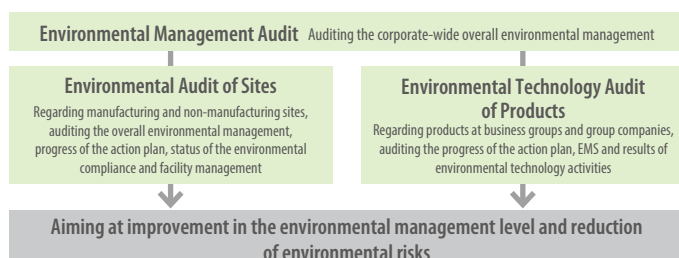 Environmental Management Audit Auditing the corporate-wide overall environmental management
Environmental Audit of Sites
Regarding manufacturing and non-manufacturing sites,
auditing the overall environmental management,
progress of the action plan, status of the environmental
compliance and facility management
Environmental Technology Audit
of Products
Regarding products at business groups and group companies,
auditing the progress of the action plan, EMS and results of
environmental technology activities
Aiming at improvement in the environmental management level and reduction
of environmental risks